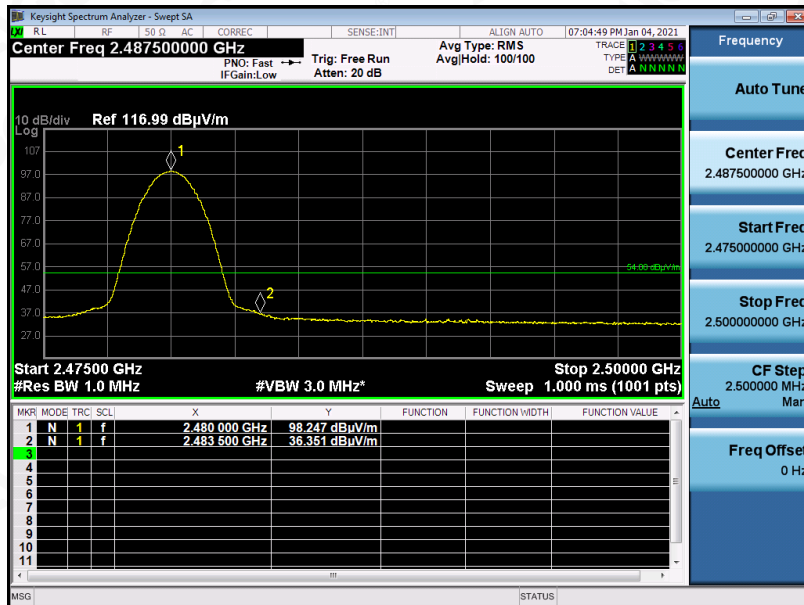 Keysight Spectrum Analyzer - Swept SA
LXI RL RF 50 Ω AC CORREC SENSE:INT ALIGN AUTO 07:04:49 PM Jan 04, 2021
Center Freq 2.487500000 GHz
PNO: Fast
IFGain:Low
Trig: Free Run
Atten: 20 dB
Avg Type: RMS
Avg|Hold: 100/100
TRACE 1 2 3 4 5 6
TYPE A WWWWW
DET A N N N N N
10 dB/div Ref 116.99 dBµV/m
Log
107
97.0
87.0
77.0
67.0
57.0
47.0
37.0
27.0
1
2
54.00 dBµV/m
Start 2.47500 GHz Stop 2.50000 GHz
#Res BW 1.0 MHz #VBW 3.0 MHz* Sweep 1.000 ms (1001 pts)
MKR MODE TRC SCL X Y FUNCTION FUNCTION WIDTH FUNCTION VALUE
1 N 1 f 2.480 000 GHz 98.247 dBµV/m
2 N 1 f 2.483 500 GHz 36.351 dBµV/m
3
4
5
6
7
8
9
10
11
MSG STATUS
Frequency
Auto Tune
Center Freq
2.487500000 GHz
Start Freq
2.475000000 GHz
Stop Freq
2.500000000 GHz
CF Step
2.500000 MHz
Auto Man
Freq Offset
0 Hz